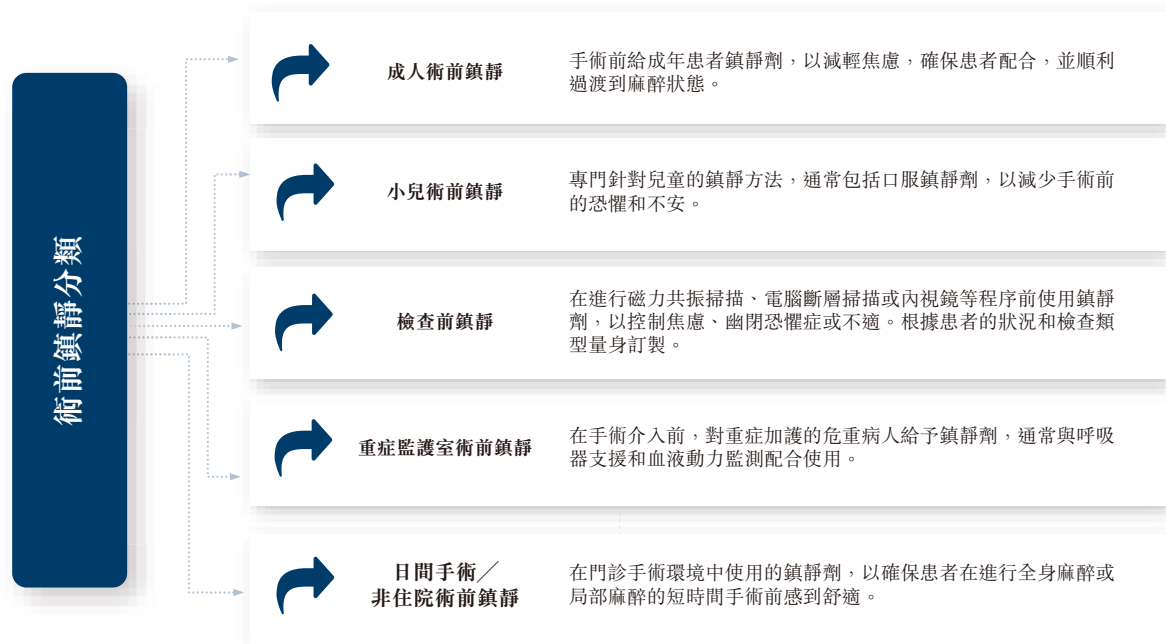 術前鎮靜分類
成人術前鎮靜
手術前給成年患者鎮靜劑，以減輕焦慮，確保患者配合，並順利
過渡到麻醉狀態。
小兒術前鎮靜
專門針對兒童的鎮靜方法，通常包括口服鎮靜劑，以減少手術前
的恐懼和不安。
檢查前鎮靜
在進行磁力共振掃描、電腦斷層掃描或內視鏡等程序前使用鎮靜
劑，以控制焦慮、幽閉恐懼症或不適。根據患者的狀況和檢查類
型量身訂製。
重症監護室術前鎮靜
在手術介入前，對重症加護的危重病人給予鎮靜劑，通常與呼吸
器支援和血液動力監測配合使用。
日間手術／
非住院術前鎮靜
在門診手術環境中使用的鎮靜劑，以確保患者在進行全身麻醉或
局部麻醉的短時間手術前感到舒適。